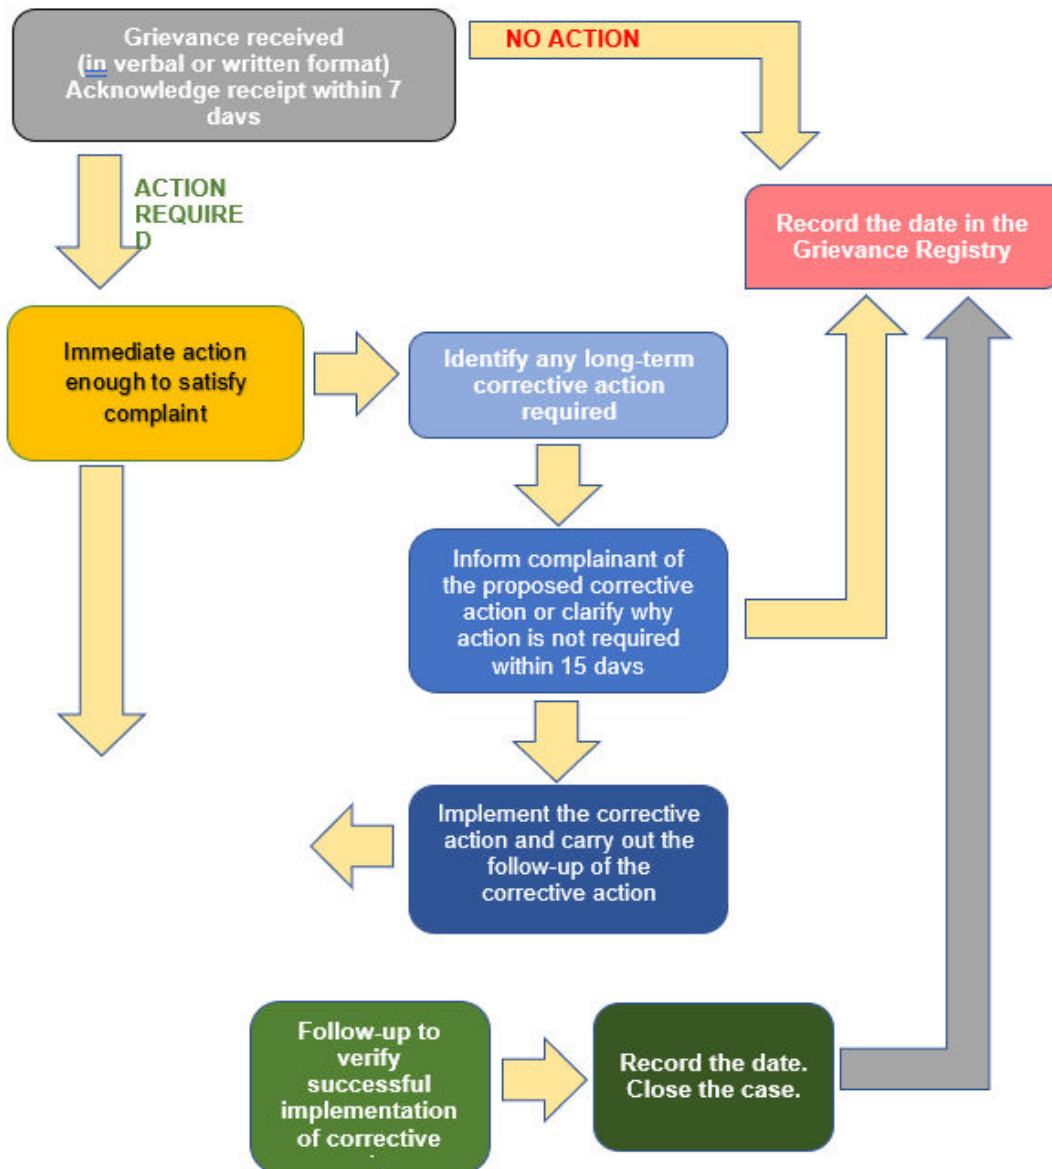 Grievance received
(in verbal or written format)
Acknowledge receipt within 7
days
NO ACTION
ACTION
REQUIRE
D
Record the date in the
Grievance Registry
Immediate action
enough to satisfy
complaint
Identify any long-term
corrective action
required
Inform complainant of
the proposed corrective
action or clarify why
action is not required
within 15 days
Implement the corrective
action and carry out the
follow-up of the
corrective action
Follow-up to
verify
successful
implementation
of corrective
Record the date.
Close the case.